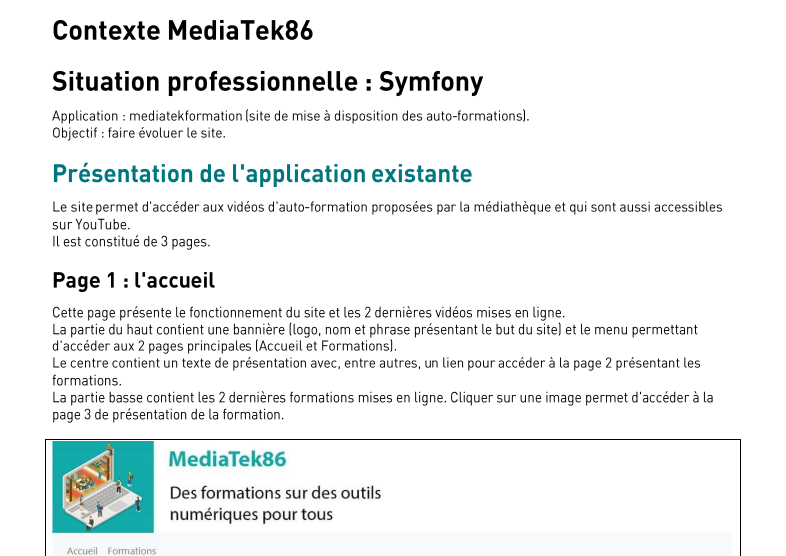 Contexte MediaTek86
Situation professionnelle : Symfony
Application : mediatekformation (site de mise à disposition des auto-formations).
Objectif : faire évoluer le site.
Présentation de l'application existante
Le site permet d'accéder aux vidéos d'auto-formation proposées par la médiathèque et qui sont aussi accessibles
sur YouTube.
Il est constitué de 3 pages.
Page 1 : l'accueil
Cette page présente le fonctionnement du site et les 2 dernières vidéos mises en ligne.
La partie du haut contient une bannière (logo, nom et phrase présentant le but du site) et le menu permettant
d'accéder aux 2 pages principales (Accueil et Formations).
Le centre contient un texte de présentation avec, entre autres, un lien pour accéder à la page 2 présentant les
formations.
La partie basse contient les 2 dernières formations mises en ligne. Cliquer sur une image permet d'accéder à la
page 3 de présentation de la formation.
MediaTek86
Des formations sur des outils
numériques pour tous
Accueil Formations